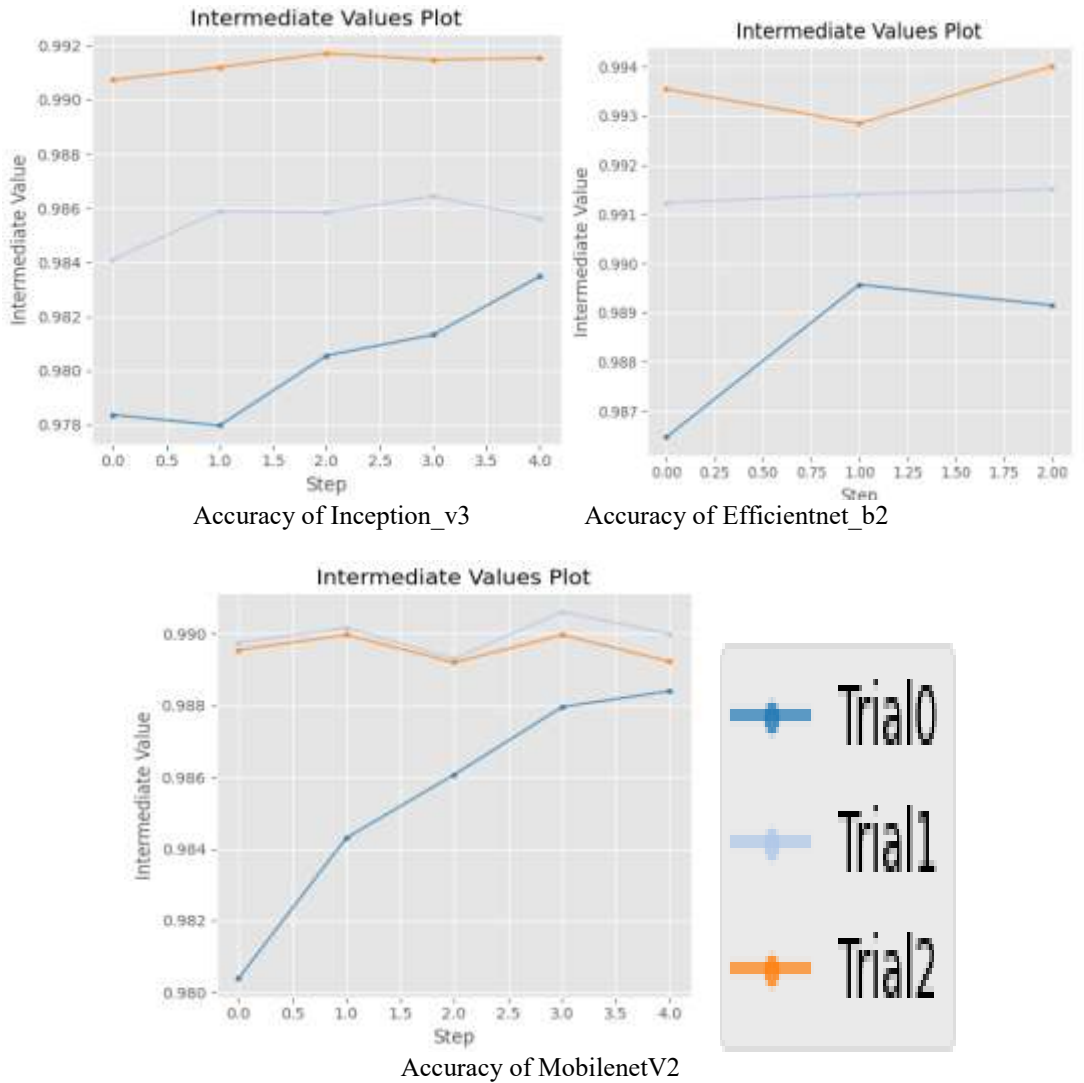 Intermediate Values Plot
0.992
0.990
0.988
0.986
0.984
0.982
0.980
0.978
Intermediate Value
0.0 0.5 1.0 1.5 2.0 2.5 3.0 3.5 4.0
Step
Accuracy of Inception_v3
Intermediate Values Plot
0.994
0.993
0.992
0.991
0.990
0.989
0.988
0.987
Intermediate Value
0.00 0.25 0.50 0.75 1.00 1.25 1.50 1.75 2.00
Step
Accuracy of Efficientnet_b2
Intermediate Values Plot
0.990
0.988
0.986
0.984
0.982
0.980
Intermediate Value
0.0 0.5 1.0 1.5 2.0 2.5 3.0 3.5 4.0
Step
Accuracy of MobilenetV2
Trial0
Trial1
Trial2